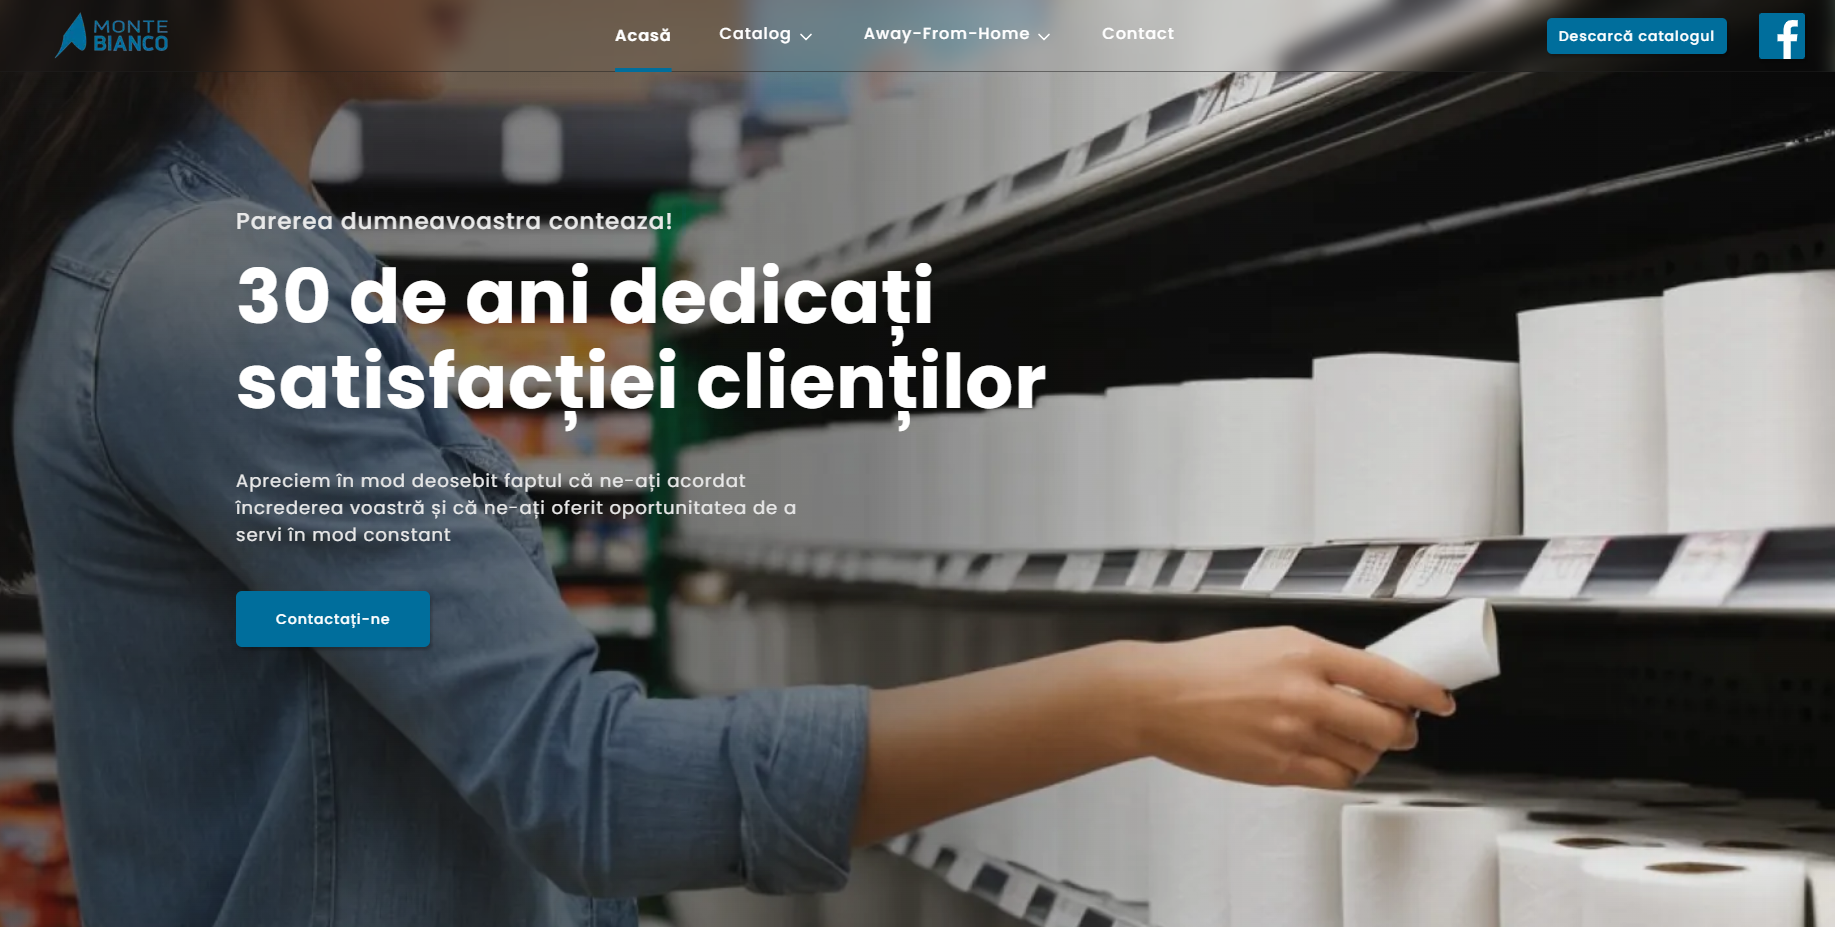 MONTE
BIANCO
Acasă
Catalog
Away-From-Home
Contact
Descarcă catalogul
Parerea dumneavoastra conteaza!
30 de ani dedicați
satisfacției clienților
Apreciem în mod deosebit faptul că ne-ați acordat
încrederea voastră și că ne-ați oferit oportunitatea de a
servi în mod constant
Contactați-ne